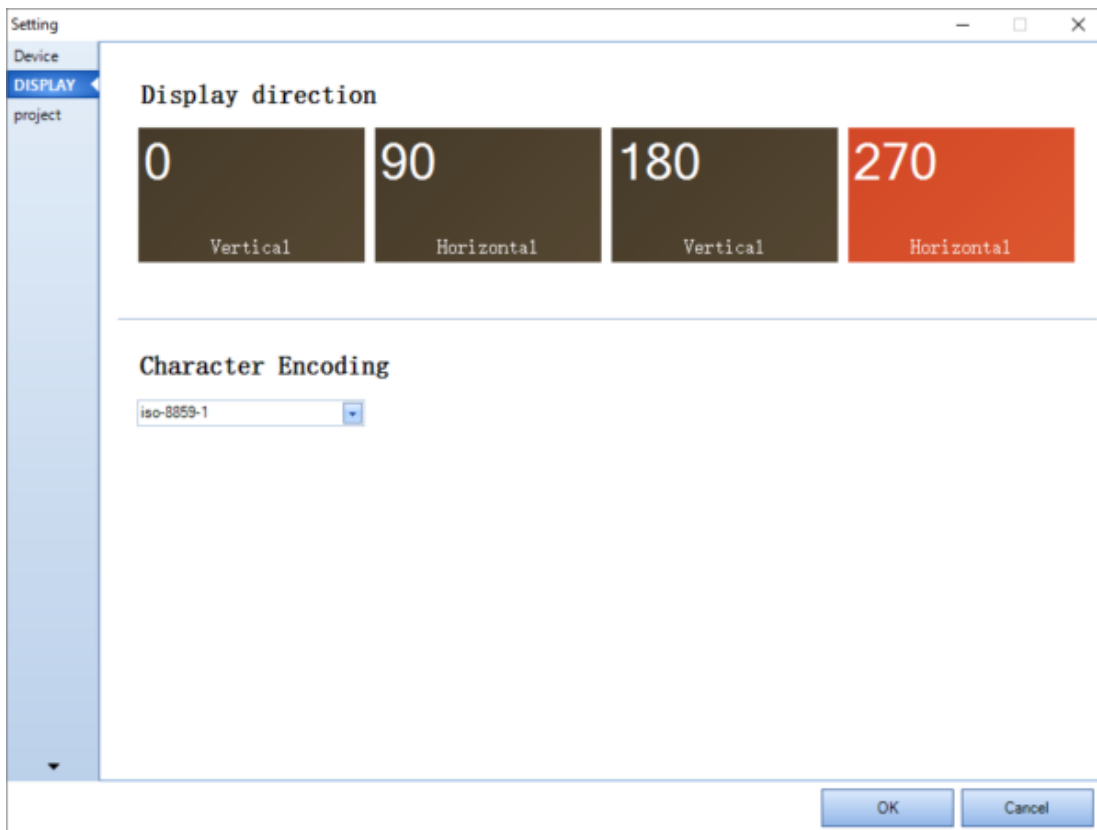 Setting
Device
DISPLAY
project
Display direction
0
Vertical
90
Horizontal
180
Vertical
270
Horizontal
Character Encoding
iso-8859-1
OK
Cancel